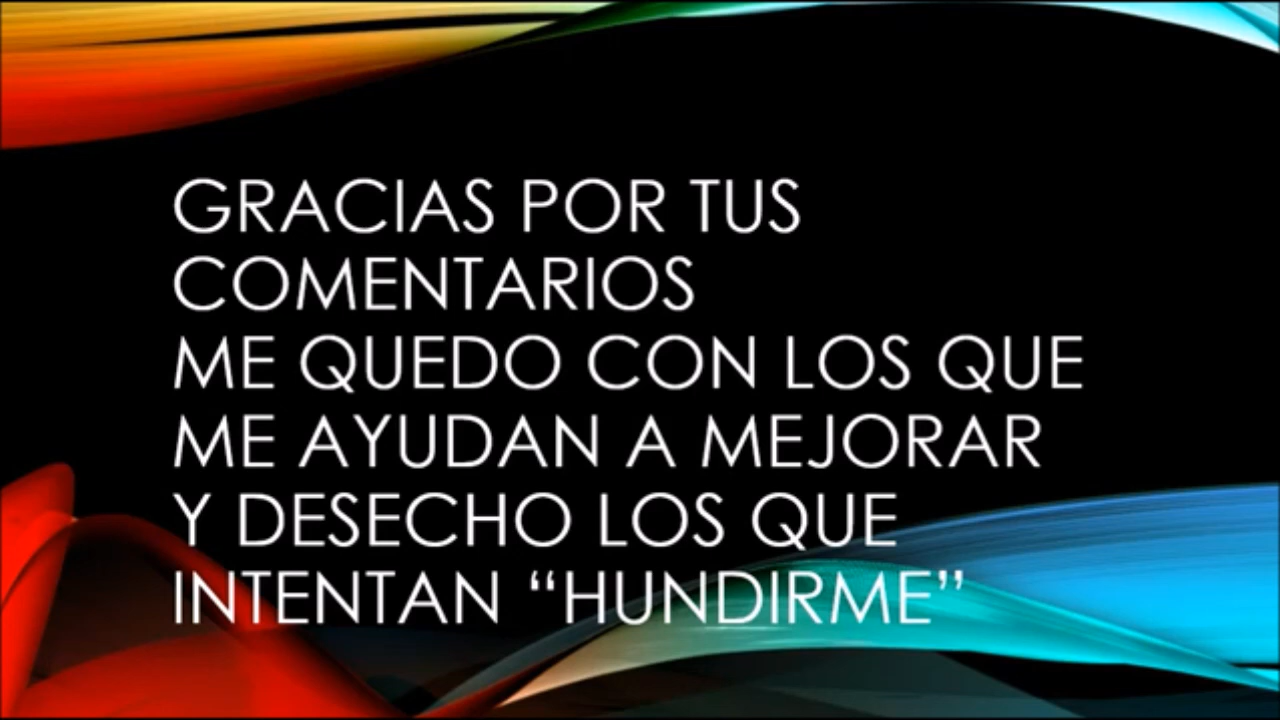 GRACIAS POR TUS
COMENTARIOS
ME QUEDO CON LOS QUE
ME AYUDAN A MEJORAR
Y DESECHO LOS QUE
INTENTAN “HUNDIRME”